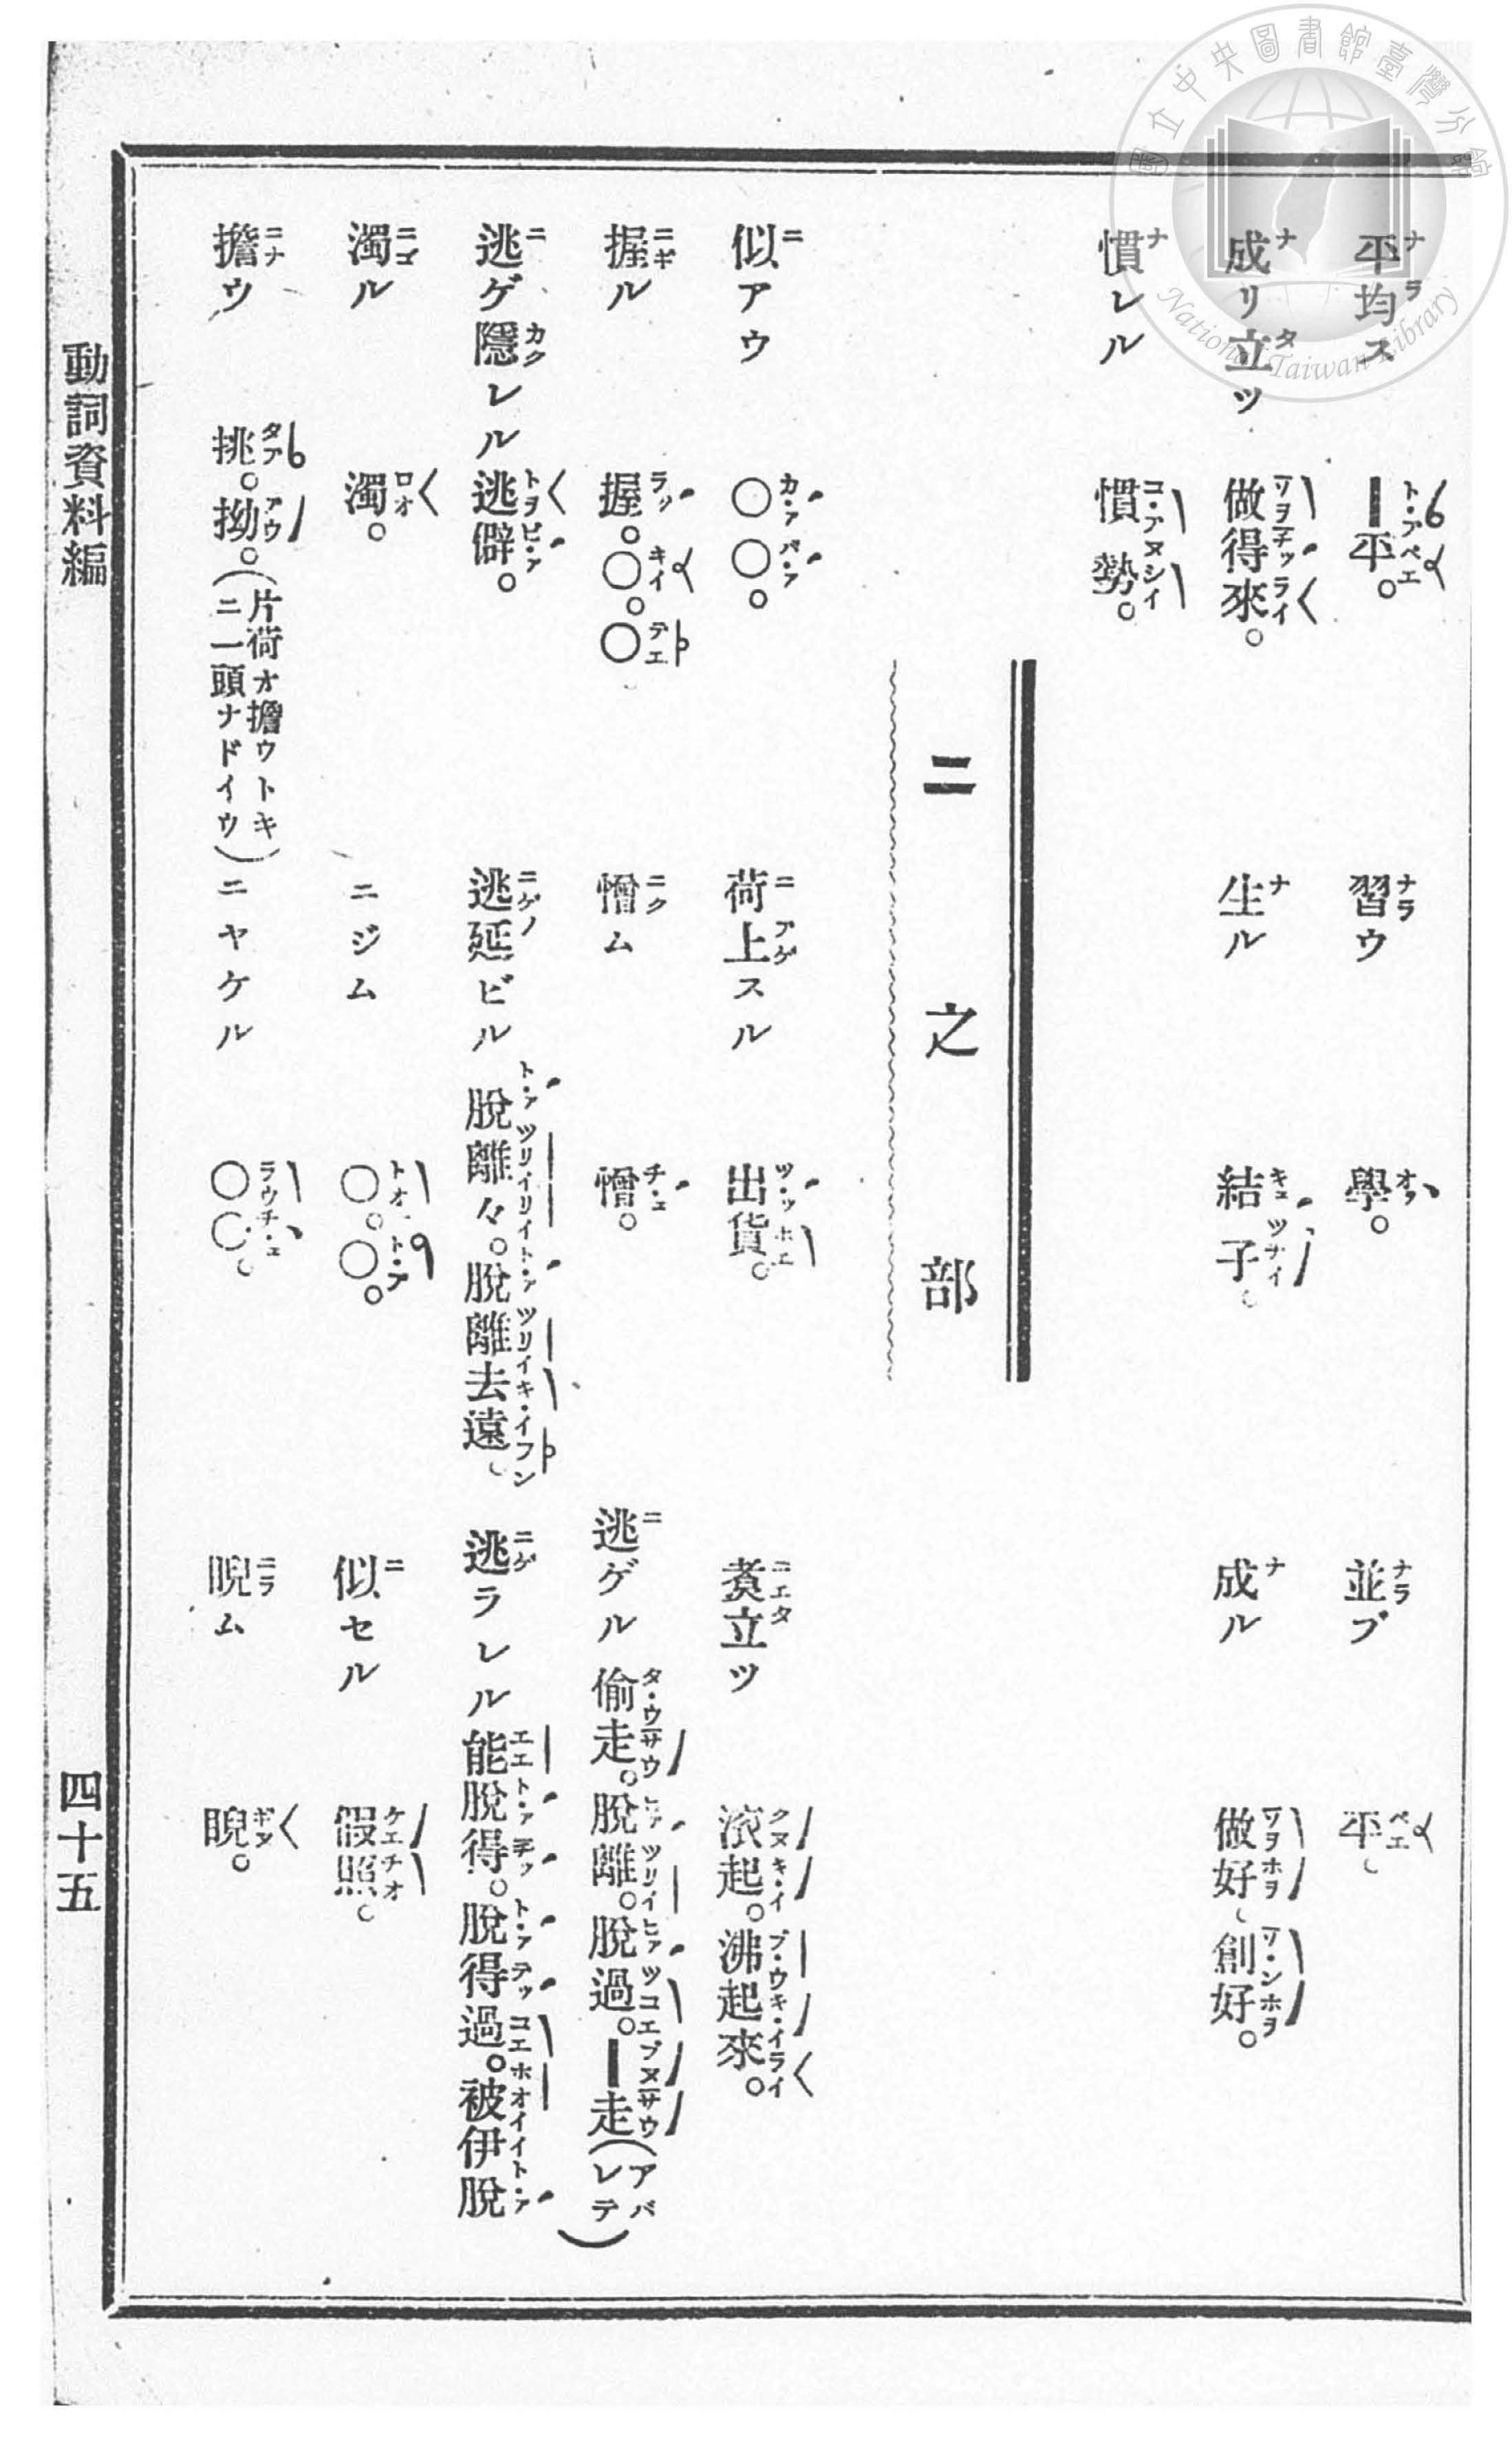 平均ス ━平。 習ウ 學。 並ブ 平。
成リ立ツ 做得來。 生ル 結子。 成ル 做好。創好。
慣レル 慣勢。
ニ之部
似アウ ○○。 荷上スル 出貨。 煮立ツ 滾起。沸起來。
握ル 握。○。○ 憎ム 憎。 逃ゲル 偷走。脫離。脫過。━走(アバレテ)
逃ゲ隱レル 逃僻。 逃延ビル 脫離々。脫離去遠。 逃ラレル 能脫得。脫得過。被伊脫
濁ル 濁。 ニジム ○。○。 似セル 假照。
擔ウ 挑。拗。(片荷オ擔ウトキニ一頭ナドイウ) ニヤケル ○○。 睨ム 睨。
動詞資料編 四十五
國立中央圖書館臺灣分館
National Taiwan Library